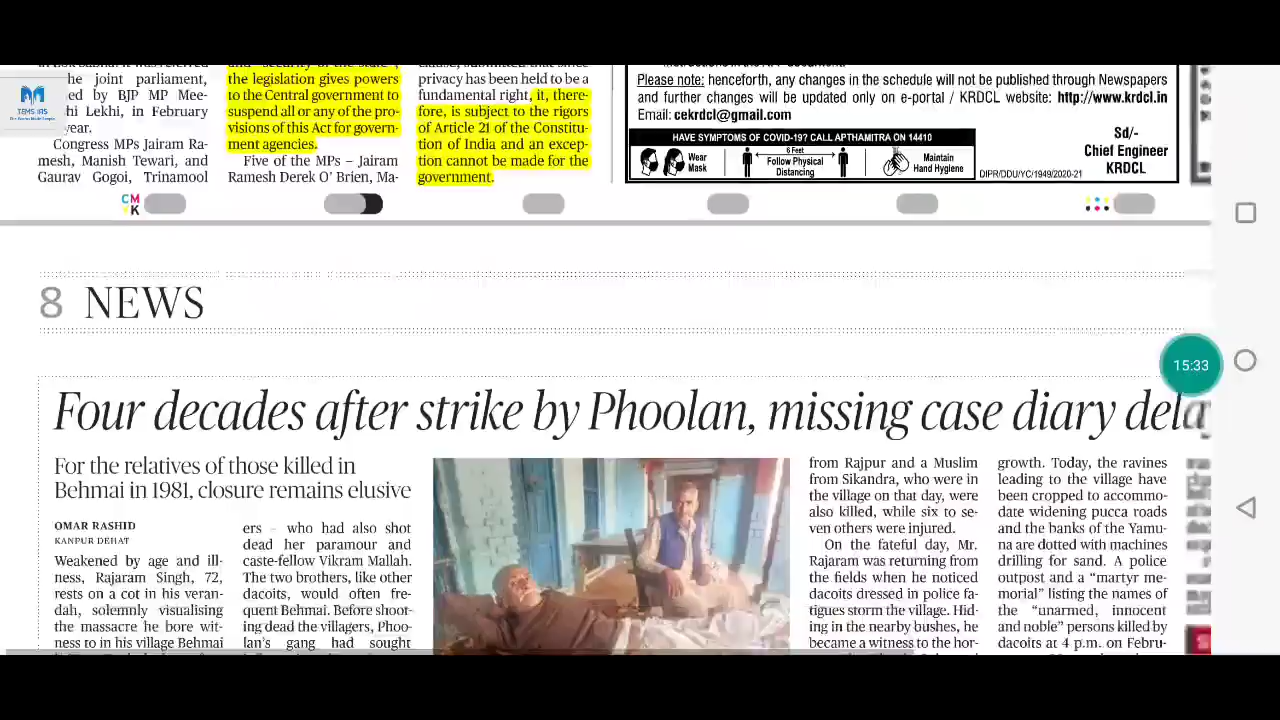 he joint parliament,
ed by BJP MP Mee-
hi Lekhi, in February
year.
Congress MPs Jairam Ra-
mesh, Manish Tewari, and
Gaurav Gogoi, Trinamool
the legislation gives powers
to the Central government to
suspend all or any of the pro-
visions of this Act for govern-
ment agencies.
Five of the MPs – Jairam
Ramesh Derek O' Brien, Ma-
privacy has been held to be a
fundamental right, it, there-
fore, is subject to the rigors
of Article 21 of the Constitu-
tion of India and an excep-
tion cannot be made for the
government.
Please note; henceforth, any changes in the schedule will not be published through Newspapers
and further changes will be updated only on e-portal / KRDCL website: http://www.krdcl.in
Email: cekrdcl@gmail.com
HAVE SYMPTOMS OF COVID-19? CALL APTHAMITRA ON 14410
Wear
Mask
6 Feet
Follow Physical
Distancing
Maintain
Hand Hygiene
DIPR/DDU/YC/1949/2020-21
Sd/-
Chief Engineer
KRDCL
CM
K
8 NEWS
15:33
Four decades after strike by Phoolan, missing case diary dela
For the relatives of those killed in
Behmai in 1981, closure remains elusive
OMAR RASHID
KANPUR DEHAT
Weakened by age and ill-
ness, Rajaram Singh, 72,
rests on a cot in his veran-
dah, solemnly visualising
the massacre he bore wit-
ness to in his village Behmai
ers – who had also shot
dead her paramour and
caste-fellow Vikram Mallah.
The two brothers, like other
dacoits, would often fre-
quent Behmai. Before shoot-
ing dead the villagers, Phoo-
lan's gang had sought
from Rajpur and a Muslim
from Sikandra, who were in
the village on that day, were
also killed, while six to se-
ven others were injured.
On the fateful day, Mr.
Rajaram was returning from
the fields when he noticed
dacoits dressed in police fa-
tigues storm the village. Hid-
ing in the nearby bushes, he
became a witness to the hor-
growth. Today, the ravines
leading to the village have
been cropped to accommo-
date widening pucca roads
and the banks of the Yamu-
na are dotted with machines
drilling for sand. A police
outpost and a “martyr me-
morial” listing the names of
the “unarmed, innocent
and noble” persons killed by
dacoits at 4 p.m. on Febru-